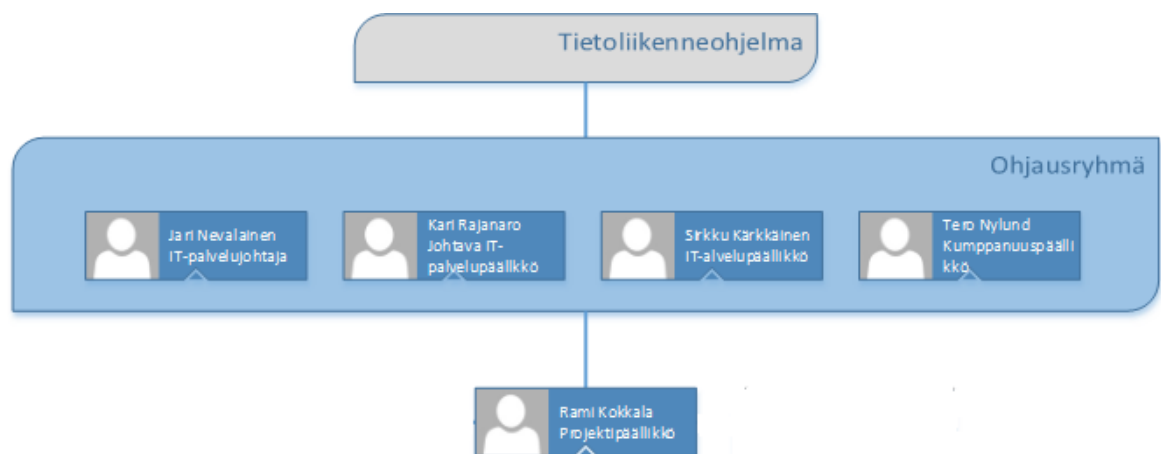 Tietoliikenneohjelma
Ohjausryhmä
Jari Nevalainen
IT-palvelujohtaja
Kari Rajanaro
Johtava IT-
palvelupäällkkö
Sirkku Kärkkäinen
IT-alvelupäällikkö
Tero Nylund
Kumppanuuspäälli
kkö
Rami Kokkala
Projektipäällikkö